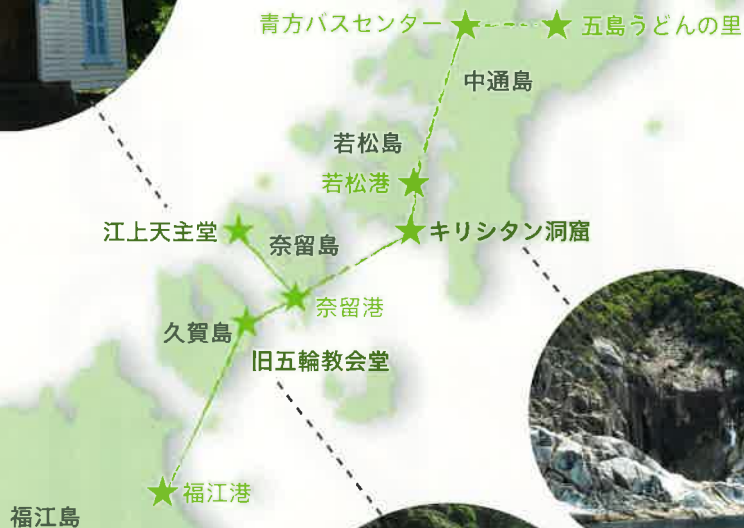 青方バスセンター
五島うどんの里
中通島
若松島
若松港
江上天主堂
奈留島
キリシタン洞窟
奈留港
久賀島
旧五輪教会堂
福江港
福江島